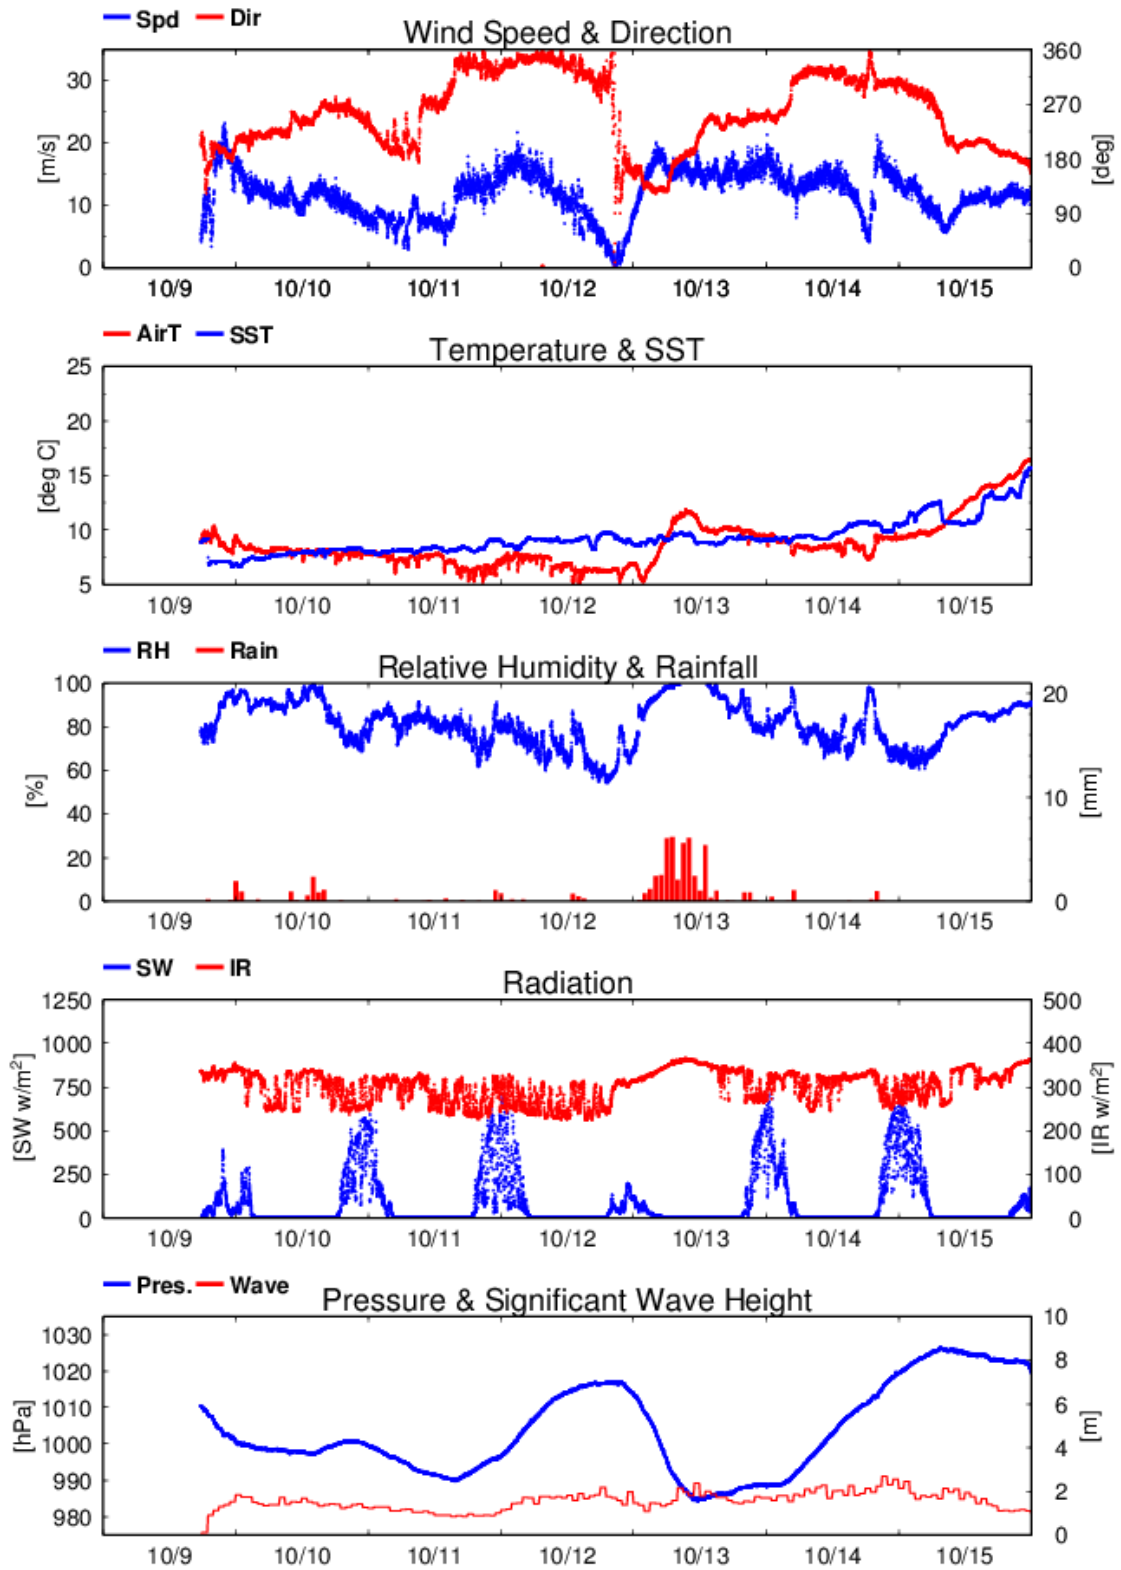 Spd Dir
Wind Speed & Direction
30
20
10
0
[m/s]
360
270
180
90
0
[deg]
10/9 10/10 10/11 10/12 10/13 10/14 10/15
AirT SST
Temperature & SST
25
20
15
10
5
[deg C]
10/9 10/10 10/11 10/12 10/13 10/14 10/15
RH Rain
Relative Humidity & Rainfall
100
80
60
40
20
0
[%]
20
10
0
[mm]
10/9 10/10 10/11 10/12 10/13 10/14 10/15
SW IR
Radiation
1250
1000
750
500
250
0
[SW w/m²]
500
400
300
200
100
0
[IR w/m²]
10/9 10/10 10/11 10/12 10/13 10/14 10/15
Pres. Wave
Pressure & Significant Wave Height
1030
1020
1010
1000
990
980
[hPa]
10
8
6
4
2
0
[m]
10/9 10/10 10/11 10/12 10/13 10/14 10/15